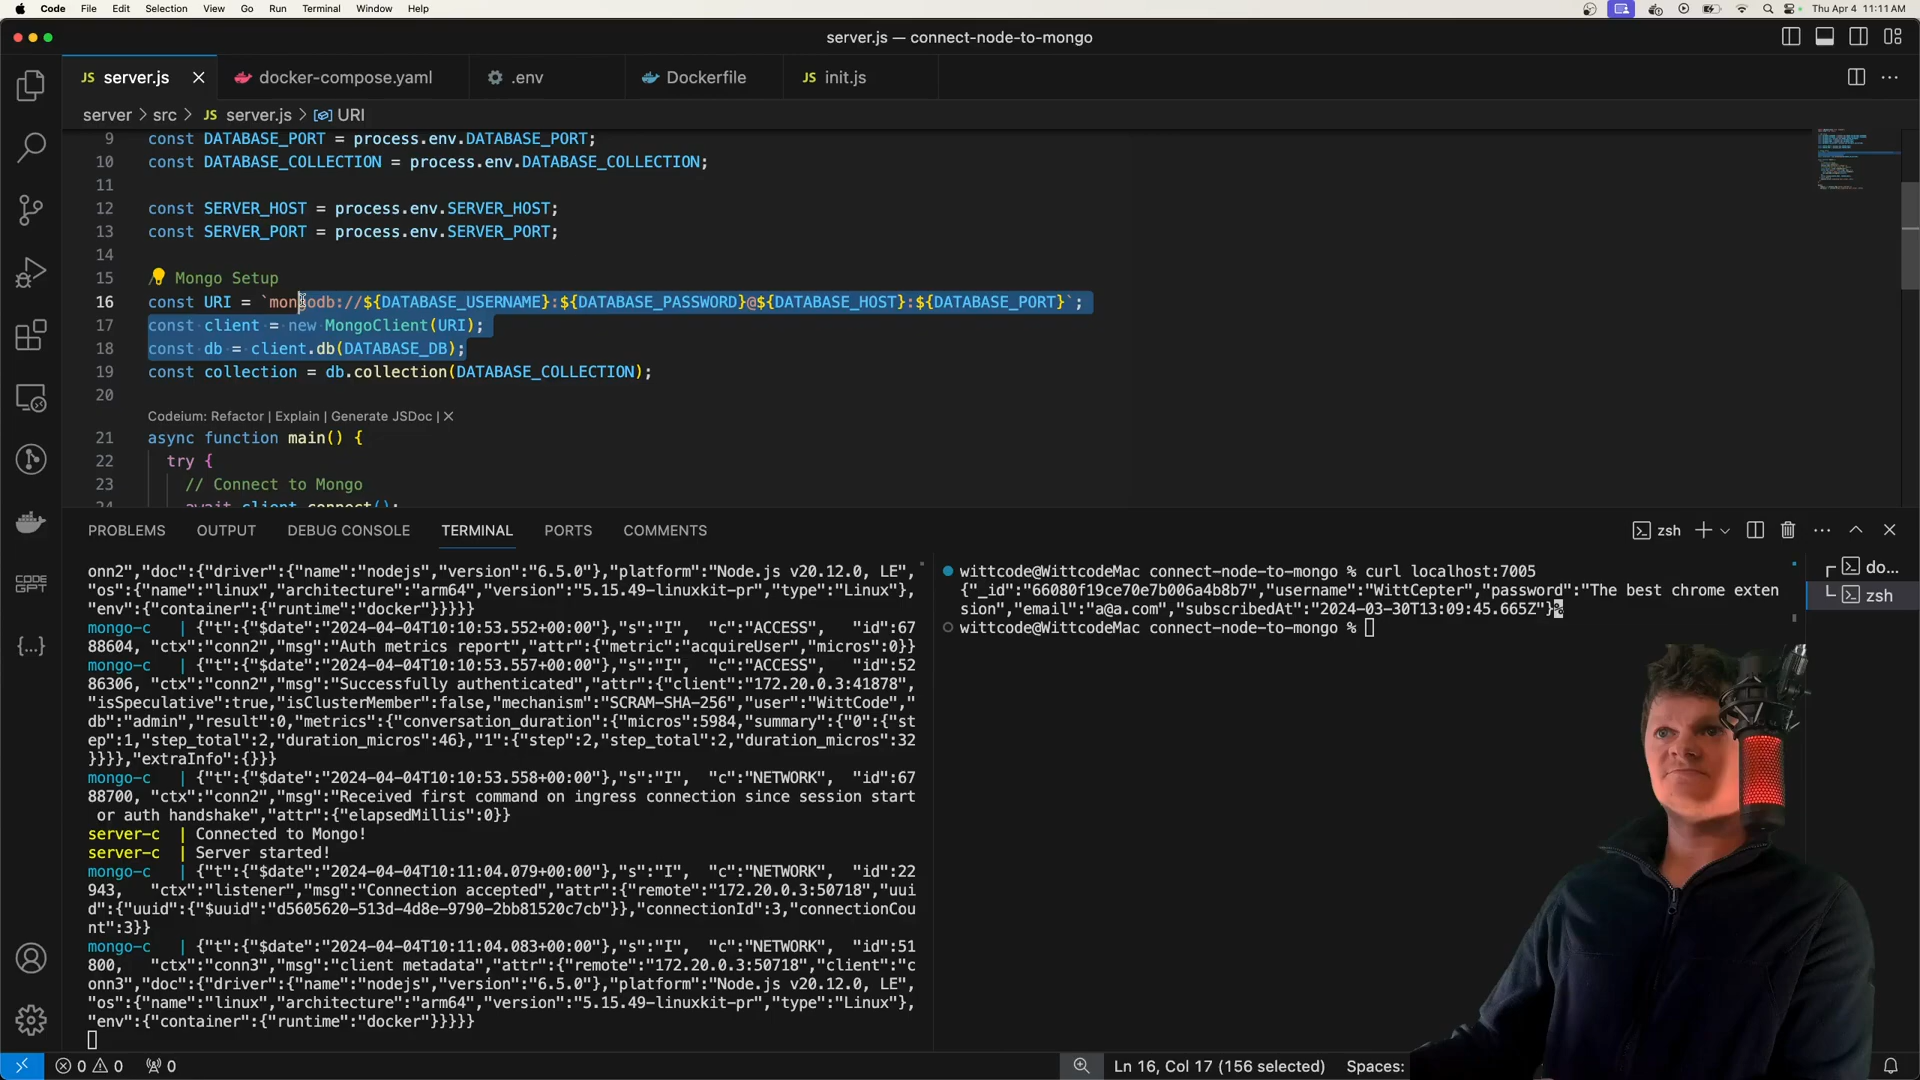 Code File Edit Selection View Go Run Terminal Window Help Thu Apr 4 11:11 AM
server.js — connect-node-to-mongo
JS server.js docker-compose.yaml .env Dockerfile JS init.js
server > src > JS server.js > URI
9 const DATABASE_PORT = process.env.DATABASE_PORT;
10 const DATABASE_COLLECTION = process.env.DATABASE_COLLECTION;
11
12 const SERVER_HOST = process.env.SERVER_HOST;
13 const SERVER_PORT = process.env.SERVER_PORT;
14
15 Mongo Setup
16 const URI = `mongodb://${DATABASE_USERNAME}:${DATABASE_PASSWORD}@${DATABASE_HOST}:${DATABASE_PORT}`;
17 const client = new MongoClient(URI);
18 const db = client.db(DATABASE_DB);
19 const collection = db.collection(DATABASE_COLLECTION);
20
Codeium: Refactor | Explain | Generate JSDoc | ✕
21 async function main() {
22 try {
23 // Connect to Mongo
24 await client.connect();
PROBLEMS OUTPUT DEBUG CONSOLE TERMINAL PORTS COMMENTS zsh
onn2","doc":{"driver":{"name":"nodejs","version":"6.5.0"},"platform":"Node.js v20.12.0, LE",
"os":{"name":"linux","architecture":"arm64","version":"5.15.49-linuxkit-pr","type":"Linux"},
"env":{"container":{"runtime":"docker"}}}}}
mongo-c | {"t":{"$date":"2024-04-04T10:10:53.552+00:00"},"s":"I", "c":"ACCESS", "id":67
88604, "ctx":"conn2","msg":"Auth metrics report","attr":{"metric":"acquireUser","micros":0}}
mongo-c | {"t":{"$date":"2024-04-04T10:10:53.557+00:00"},"s":"I", "c":"ACCESS", "id":52
86306, "ctx":"conn2","msg":"Successfully authenticated","attr":{"client":"172.20.0.3:41878",
"isSpeculative":true,"isClusterMember":false,"mechanism":"SCRAM-SHA-256","user":"WittCode","
db":"admin","result":0,"metrics":{"conversation_duration":{"micros":5984,"summary":{"0":{"st
ep":1,"step_total":2,"duration_micros":46},"1":{"step":2,"step_total":2,"duration_micros":32
}}}},"extraInfo":{}}}
mongo-c | {"t":{"$date":"2024-04-04T10:10:53.558+00:00"},"s":"I", "c":"NETWORK", "id":67
88700, "ctx":"conn2","msg":"Received first command on ingress connection since session start
or auth handshake","attr":{"elapsedMillis":0}}
server-c | Connected to Mongo!
server-c | Server started!
mongo-c | {"t":{"$date":"2024-04-04T10:11:04.079+00:00"},"s":"I", "c":"NETWORK", "id":22
943, "ctx":"listener","msg":"Connection accepted","attr":{"remote":"172.20.0.3:50718","uui
d":{"uuid":{"$uuid":"d5605620-513d-4d8e-9790-2bb81520c7cb"}},"connectionId":3,"connectionCou
nt":3}}
mongo-c | {"t":{"$date":"2024-04-04T10:11:04.083+00:00"},"s":"I", "c":"NETWORK", "id":51
800, "ctx":"conn3","msg":"client metadata","attr":{"remote":"172.20.0.3:50718","client":"c
onn3","doc":{"driver":{"name":"nodejs","version":"6.5.0"},"platform":"Node.js v20.12.0, LE",
"os":{"name":"linux","architecture":"arm64","version":"5.15.49-linuxkit-pr","type":"Linux"},
"env":{"container":{"runtime":"docker"}}}}}
wittcode@WittcodeMac connect-node-to-mongo % curl localhost:7005
{"_id":"66080f19ce70e7b006a4b8b7","username":"WittCepter","password":"The best chrome exten
sion","email":"a@a.com","subscribedAt":"2024-03-30T13:09:45.665Z"}%
wittcode@WittcodeMac connect-node-to-mongo %
do...
zsh
CODE GPT
0 0 0 Ln 16, Col 17 (156 selected) Spaces: